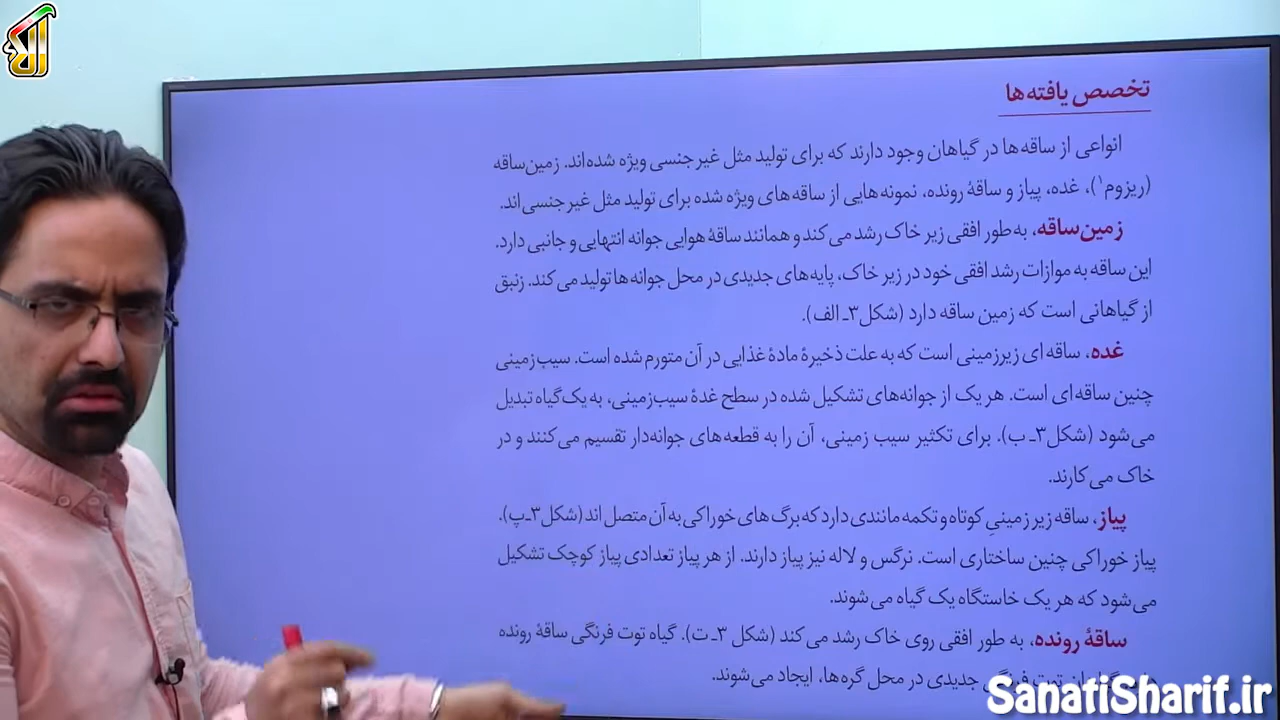 تخصص یافته‌ها
انواعی از ساقه‌ها در گیاهان وجود دارند که برای تولید مثل غیر جنسی ویژه شده‌اند. زمین‌ساقه
(ریزوم۱)، غده، پیاز و ساقهٔ رونده، نمونه‌هایی از ساقه‌های ویژه شده برای تولید مثل غیر جنسی‌اند.
زمین‌ساقه، به‌طور افقی زیر خاک رشد می‌کند و همانند ساقهٔ هوایی جوانه انتهایی و جانبی دارد.
این ساقه به موازات رشد افقی خود در زیر خاک، پایه‌های جدیدی در محل جوانه‌ها تولید می‌کند. زنبق
از گیاهانی است که زمین ساقه دارد (شکل ۳ـ الف).
غده، ساقه‌ای زیرزمینی است که به علت ذخیرهٔ مادهٔ غذایی در آن متورم شده است. سیب‌زمینی
چنین ساقه‌ای است. هر یک از جوانه‌های تشکیل شده در سطح غدهٔ سیب‌زمینی، به یک گیاه تبدیل
می‌شود (شکل ۳ـ ب). برای تکثیر سیب زمینی، آن را به قطعه‌های جوانه‌دار تقسیم می‌کنند و در
خاک می‌کارند.
پیاز، ساقه زیر زمینیِ کوتاه و تکمه مانندی دارد که برگ های خوراکی به آن متصل اند (شکل ۳ـ پ).
پیاز خوراکی چنین ساختاری است. نرگس و لاله نیز پیاز دارند. از هر پیاز تعدادی پیاز کوچک تشکیل
می‌شود که هر یک خاستگاه یک گیاه می‌شوند.
ساقهٔ رونده، به طور افقی روی خاک رشد می کند (شکل ۳ـ ت). گیاه توت فرنگی ساقهٔ رونده
توت فرنگی جدیدی در محل گره‌ها، ایجاد می‌شوند.
SanatiSharif.ir